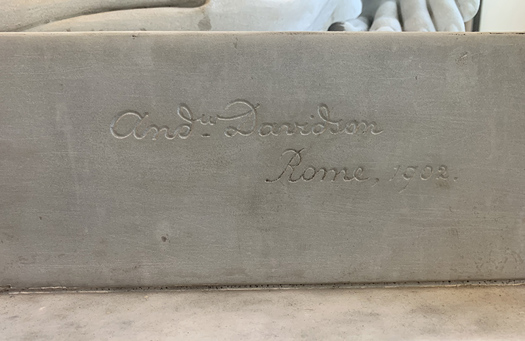 Andw. Davidson
Rome, 1902.